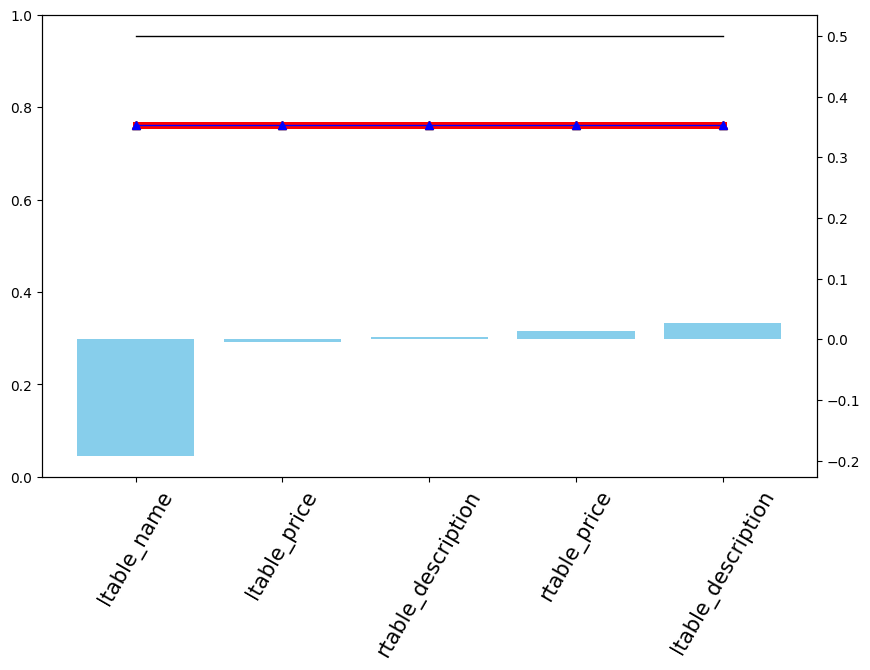 1.0
0.8
0.6
0.4
0.2
0.0
0.5
0.4
0.3
0.2
0.1
0.0
−0.1
−0.2
ltable_name
ltable_price
rtable_description
rtable_price
ltable_description